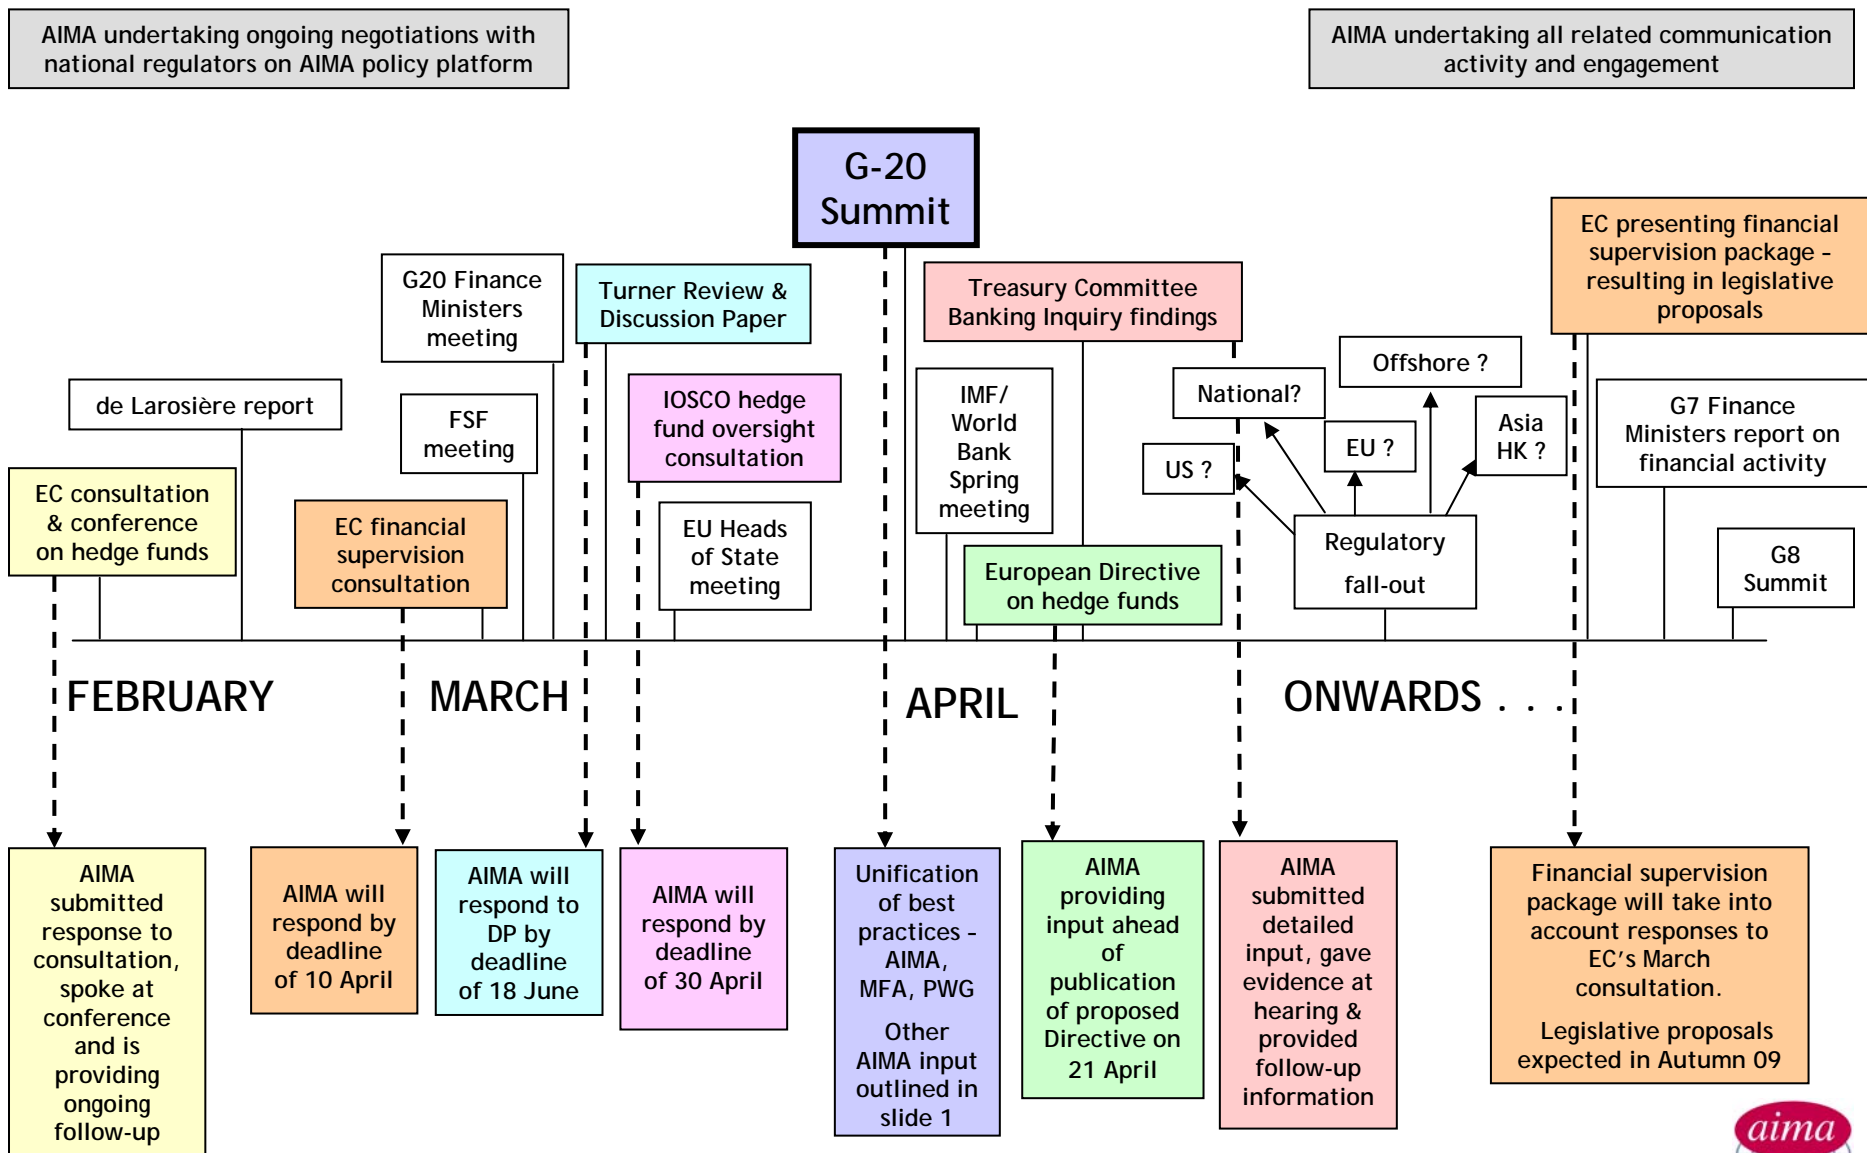 AIMA undertaking ongoing negotiations with
national regulators on AIMA policy platform
AIMA undertaking all related communication
activity and engagement
G-20
Summit
EC presenting financial
supervision package -
resulting in legislative
proposals
G20 Finance
Ministers
meeting
Turner Review &
Discussion Paper
Treasury Committee
Banking Inquiry findings
de Larosière report
FSF
meeting
IOSCO hedge
fund oversight
consultation
IMF/
World
Bank
Spring
meeting
National?
Offshore ?
US ?
EU ?
Asia
HK ?
G7 Finance
Ministers report on
financial activity
EC consultation
& conference
on hedge funds
EC financial
supervision
consultation
EU Heads
of State
meeting
European Directive
on hedge funds
Regulatory
fall-out
G8
Summit
FEBRUARY
MARCH
APRIL
ONWARDS . . .
AIMA
submitted
response to
consultation,
spoke at
conference
and is
providing
ongoing
follow-up
AIMA will
respond by
deadline
of 10 April
AIMA will
respond to
DP by
deadline
of 18 June
AIMA will
respond by
deadline
of 30 April
Unification
of best
practices -
AIMA,
MFA, PWG
Other
AIMA input
outlined in
slide 1
AIMA
providing
input ahead
of
publication
of proposed
Directive on
21 April
AIMA
submitted
detailed
input, gave
evidence at
hearing &
provided
follow-up
information
Financial supervision
package will take into
account responses to
EC's March
consultation.
Legislative proposals
expected in Autumn 09
aima